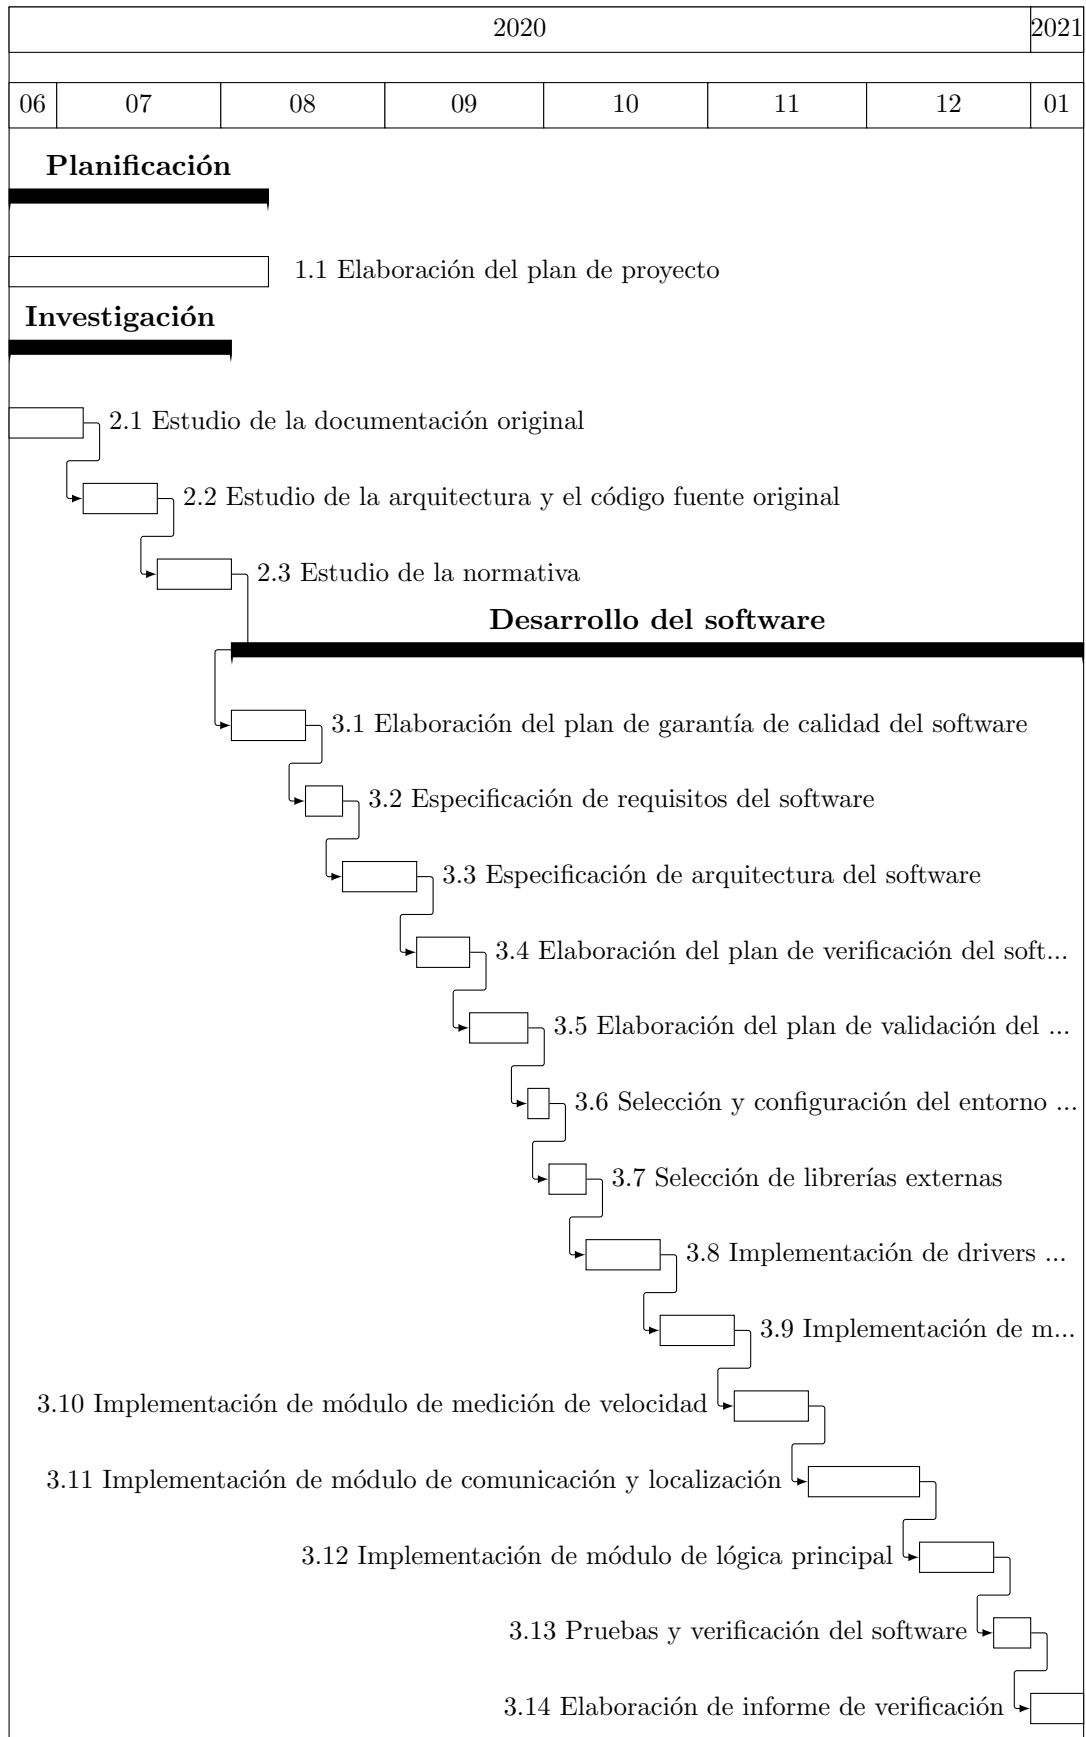 2020 2021
06 07 08 09 10 11 12 01
Planificación
1.1 Elaboración del plan de proyecto
Investigación
2.1 Estudio de la documentación original
2.2 Estudio de la arquitectura y el código fuente original
2.3 Estudio de la normativa
Desarrollo del software
3.1 Elaboración del plan de garantía de calidad del software
3.2 Especificación de requisitos del software
3.3 Especificación de arquitectura del software
3.4 Elaboración del plan de verificación del soft...
3.5 Elaboración del plan de validación del ...
3.6 Selección y configuración del entorno ...
3.7 Selección de librerías externas
3.8 Implementación de drivers ...
3.9 Implementación de m...
3.10 Implementación de módulo de medición de velocidad
3.11 Implementación de módulo de comunicación y localización
3.12 Implementación de módulo de lógica principal
3.13 Pruebas y verificación del software
3.14 Elaboración de informe de verificación